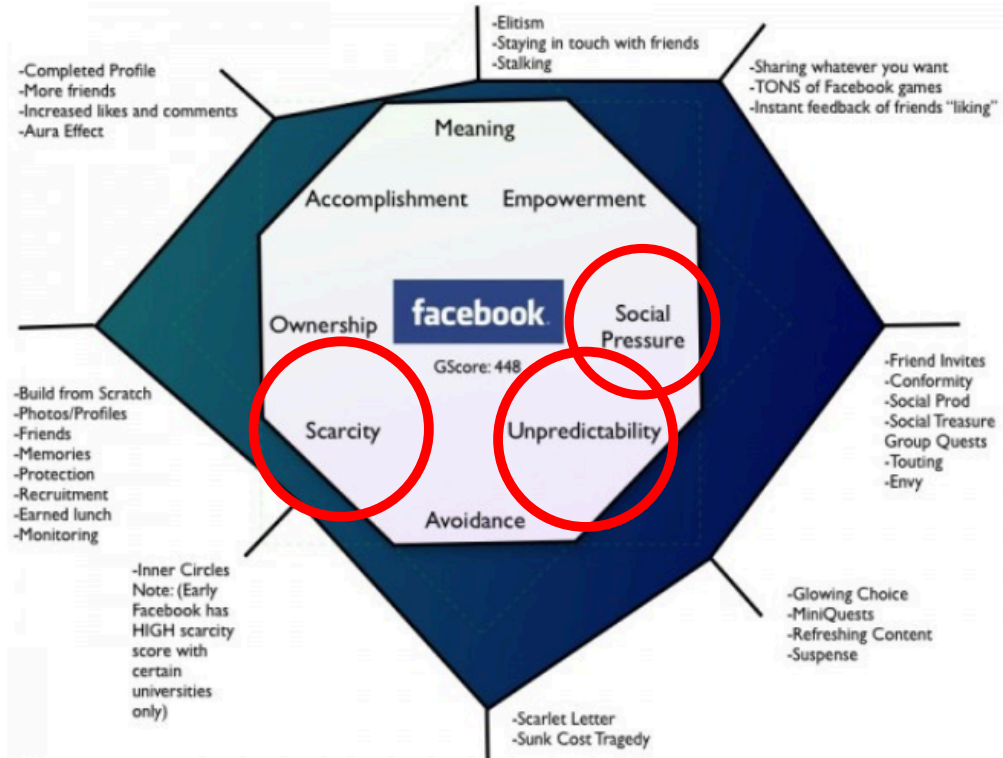 -Elitism
-Staying in touch with friends
-Stalking
-Completed Profile
-More friends
-Increased likes and comments
-Aura Effect
-Sharing whatever you want
-TONS of Facebook games
-Instant feedback of friends “liking”
Meaning
Accomplishment
Empowerment
facebook
GScore: 448
Ownership
Social
Pressure
Scarcity
Unpredictability
Avoidance
-Build from Scratch
-Photos/Profiles
-Friends
-Memories
-Protection
-Recruitment
-Earned lunch
-Monitoring
-Friend Invites
-Conformity
-Social Prod
-Social Treasure
Group Quests
-Touting
-Envy
-Inner Circles
Note: (Early
Facebook has
HIGH scarcity
score with
certain
universities
only)
-Glowing Choice
-MiniQuests
-Refreshing Content
-Suspense
-Scarlet Letter
-Sunk Cost Tragedy